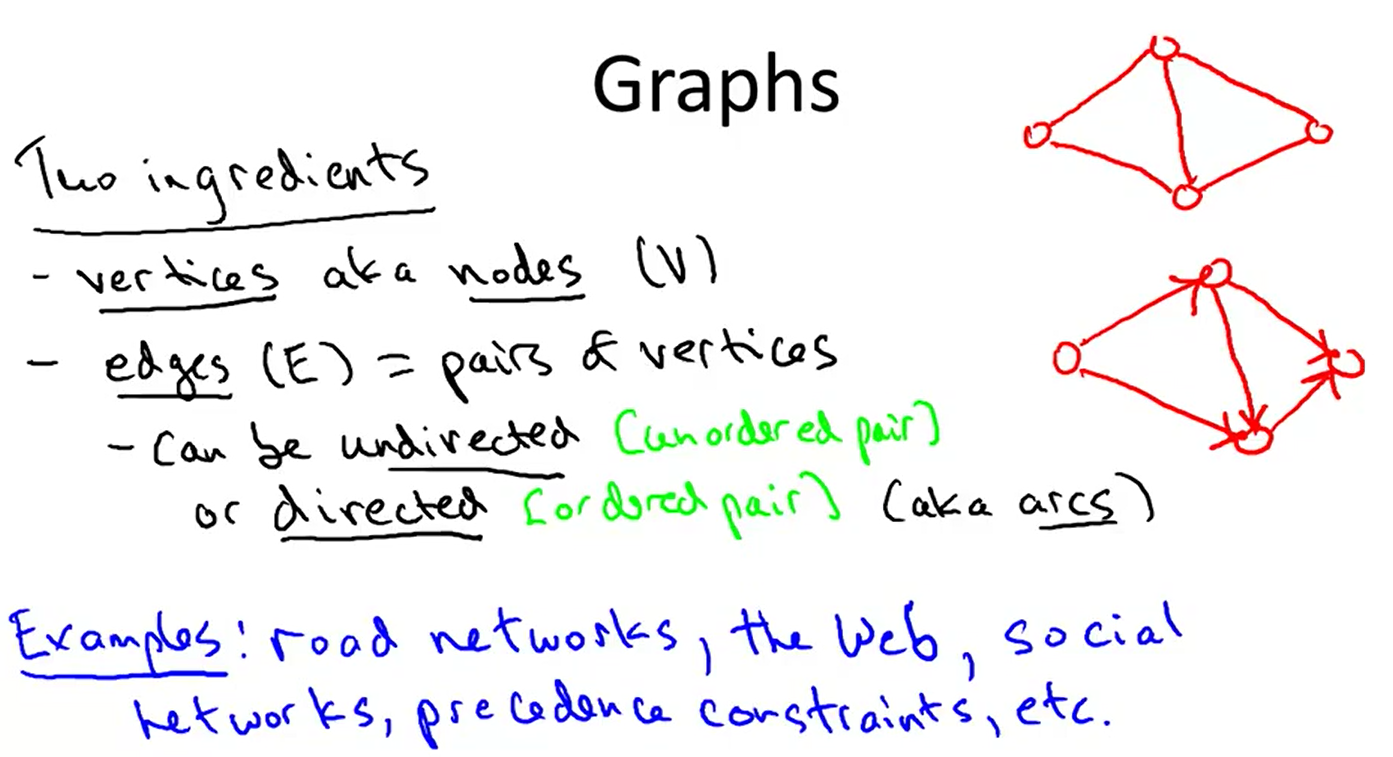 Graphs
Two ingredients
- vertices aka nodes (V)
- edges (E) = pairs of vertices
- can be undirected [unordered pair]
or directed [ordered pair] (aka arcs)
Examples: road networks, the Web, social
networks, precedence constraints, etc.